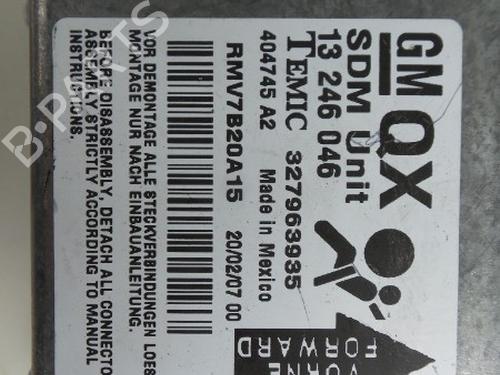 GM QX
SDM Unit
13 246 046
TEMIC 327963935
404745 A2 Made in Mexico
RMV7B20A15 20/02/07 00
VOR DEMONTAGE ALLE STECKVERBINDUNGEN LOES
MONTAGE NUR NACH EINBAUANLEITUNG.
BEFORE DISASSEMBLY, DETACH ALL CONNECTO
ASSEMBLY STRICTLY ACCORDING TO MANUAL
INSTRUCTIONS.
VORNE
FORWARD
B-PARTS